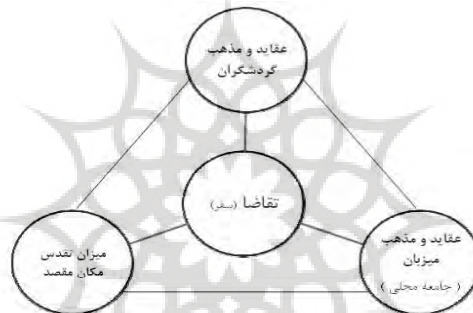 عقاید و مذهب
گردشگران
تقاضا (سفر)
عقاید و مذهب
میزبان
( جامعه محلی )
میزان تقدس
مکان مقصد